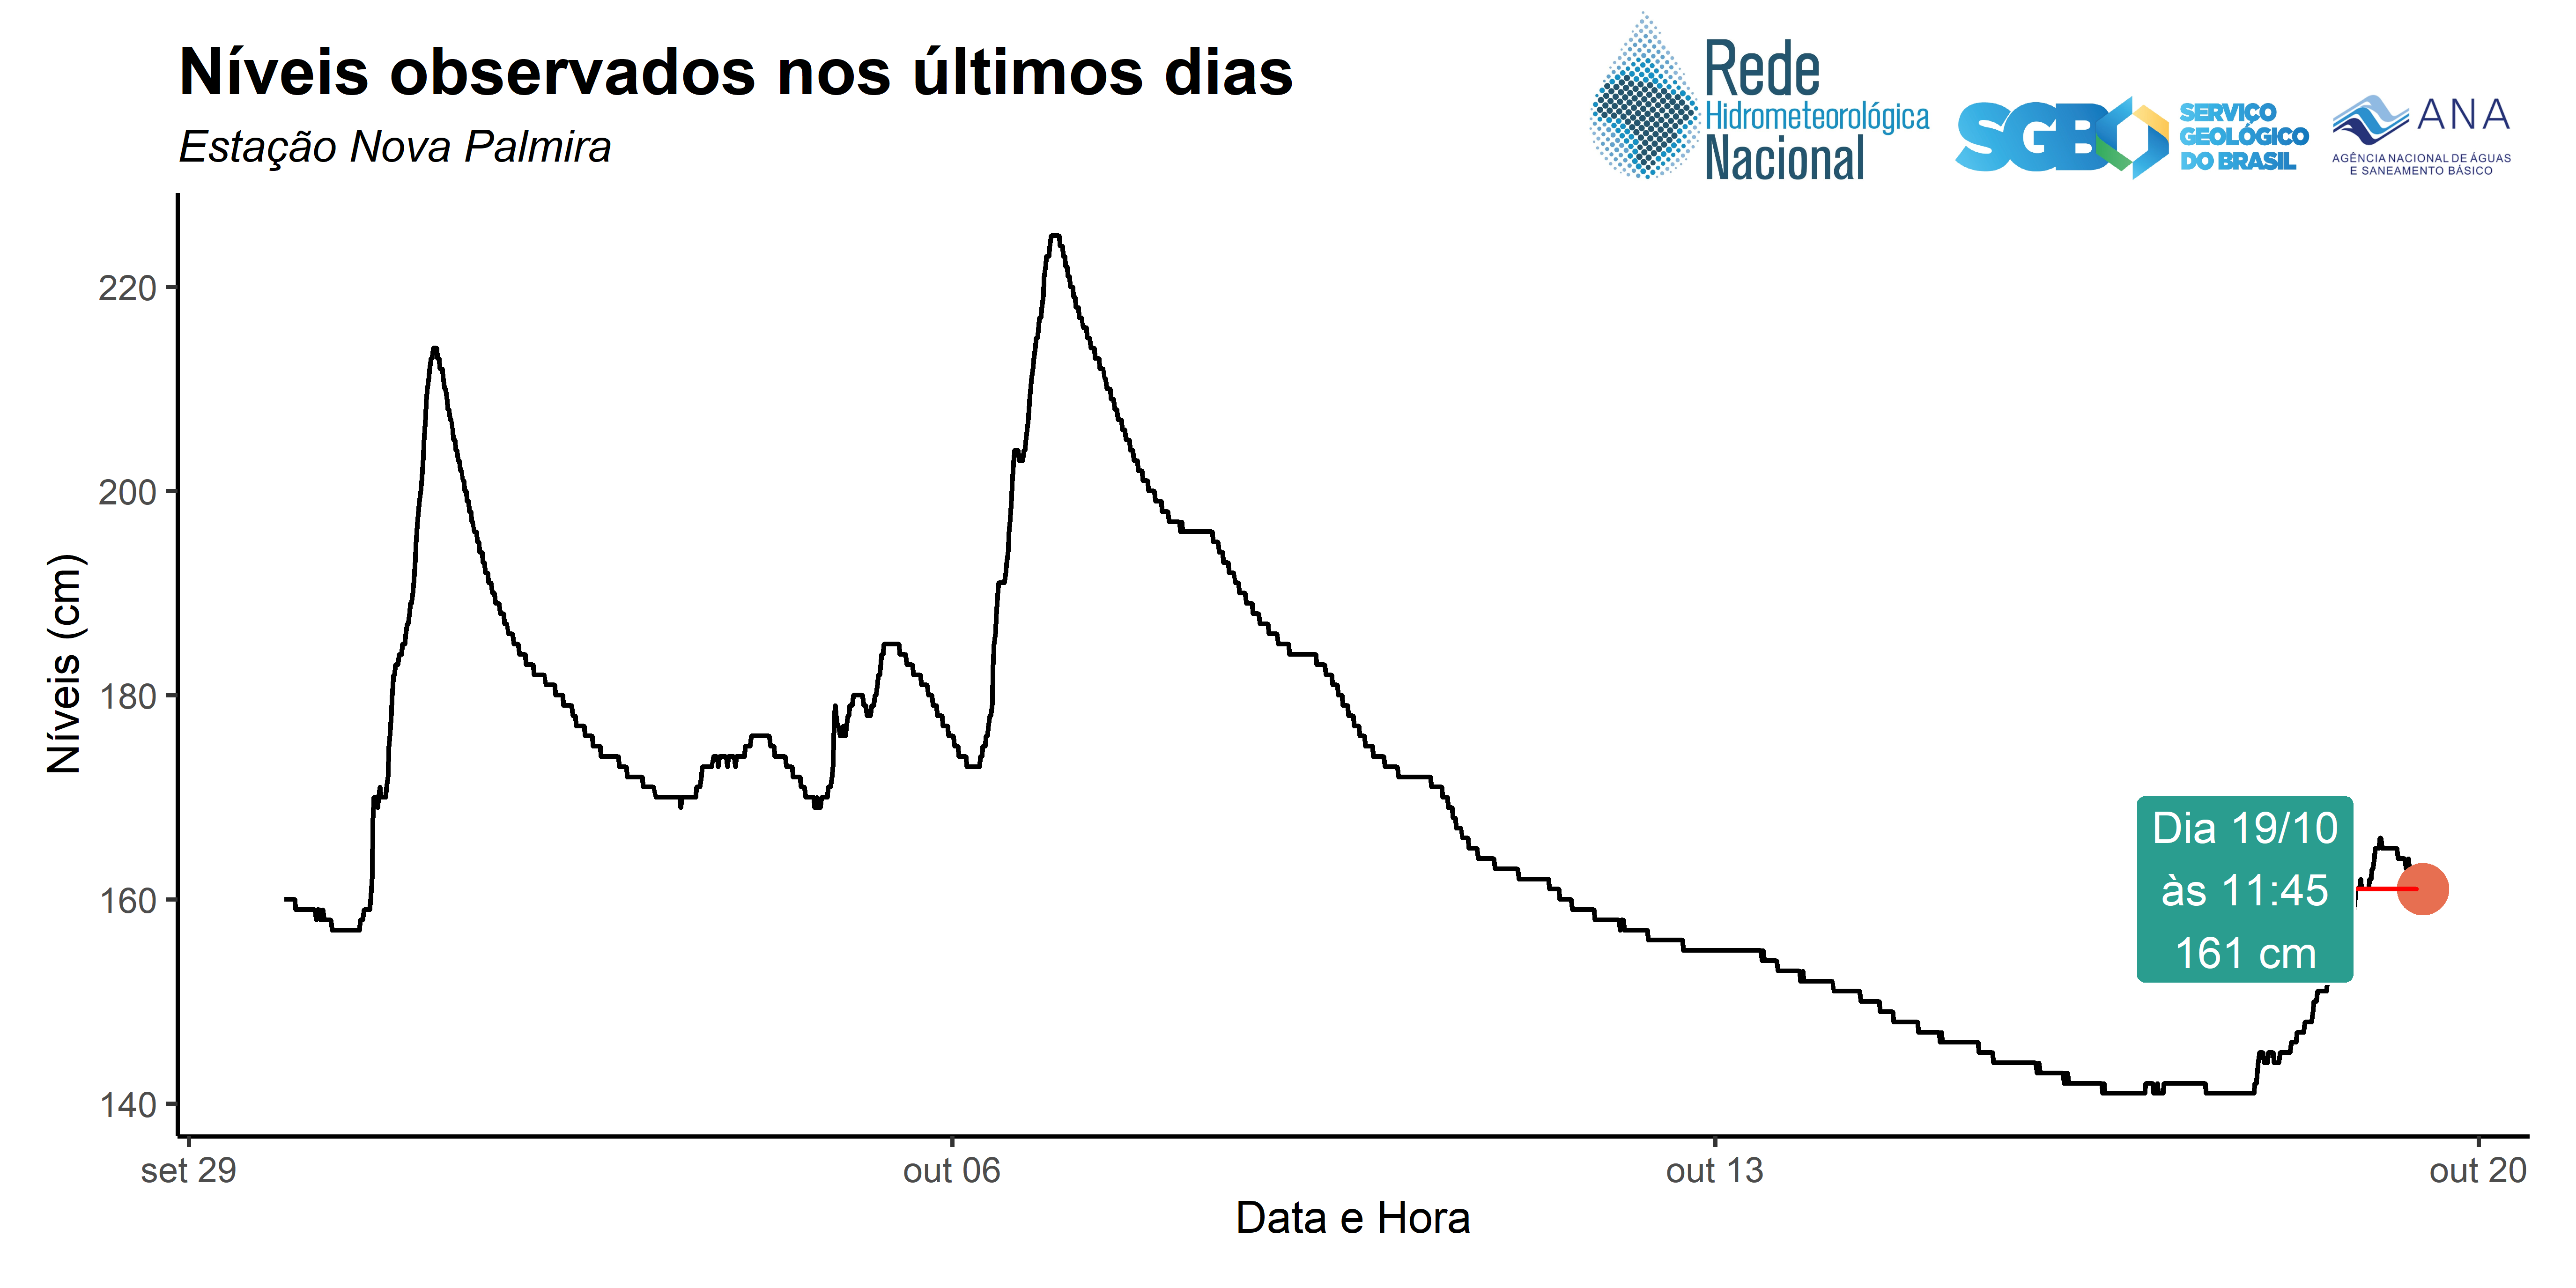 Níveis observados nos últimos dias
Estação Nova Palmira
Rede
Hidrometeorológica
Nacional
SGB
SERVIÇO
GEOLÓGICO
DO BRASIL
ANA
AGÊNCIA NACIONAL DE ÁGUAS
E SANEAMENTO BÁSICO
Níveis (cm)
220
200
180
160
140
Dia 19/10
às 11:45
161 cm
set 29
out 06
out 13
out 20
Data e Hora